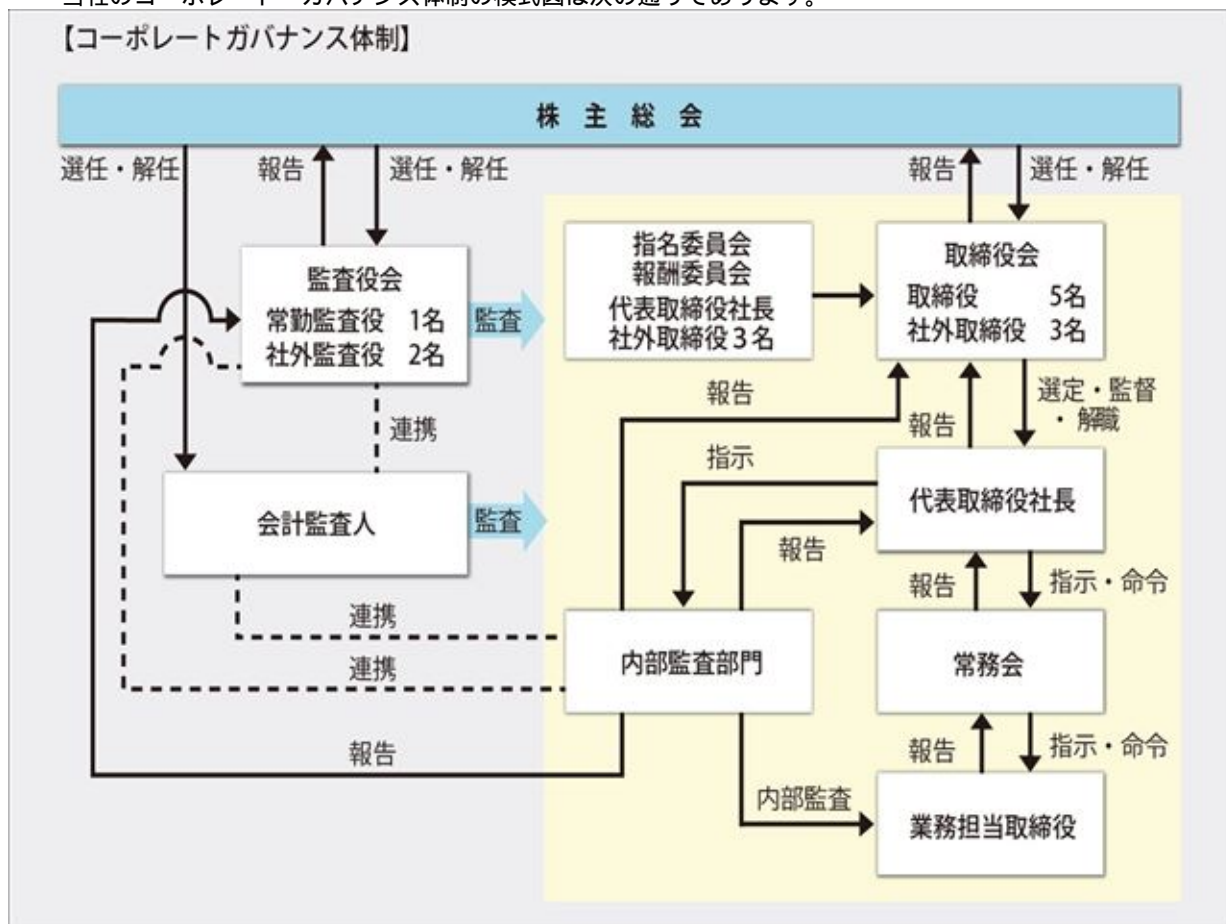 当社のコーポレート・ガバナンス体制の模式図は次の通りであります。
【コーポレートガバナンス体制】
株 主 総 会
選任・解任
報告
選任・解任
報告
選任・解任
監査役会
常勤監査役 1名
社外監査役 2名
監査
指名委員会
報酬委員会
代表取締役社長
社外取締役3名
取締役会
取締役 5名
社外取締役 3名
連携
報告
報告
選定・監督
・解職
指示
会計監査人
監査
代表取締役社長
報告
報告
指示・命令
連携
連携
内部監査部門
常務会
報告
報告
指示・命令
内部監査
業務担当取締役